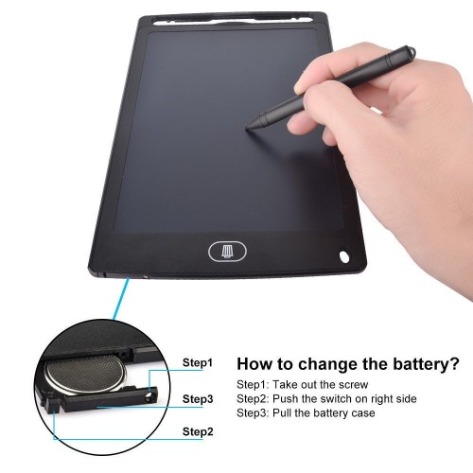 Step1
Step3
Step2
How to change the battery?
Step1: Take out the screw
Step2: Push the switch on right side
Step3: Pull the battery case